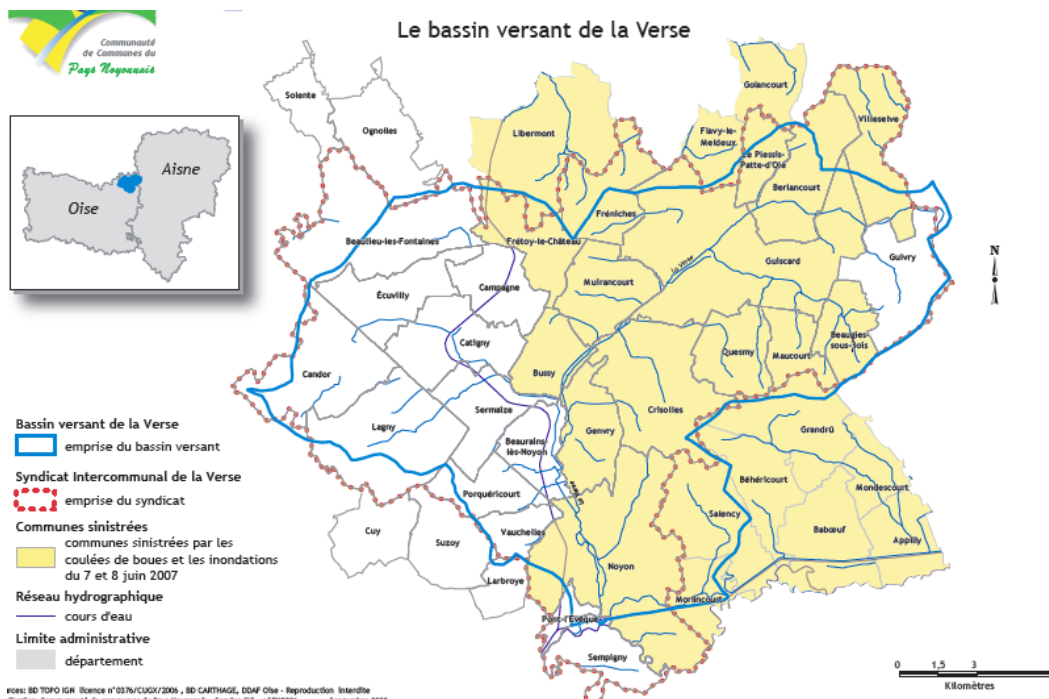 Le bassin versant de la Verse
Communauté
de Communes du
Pays Noyonnais
Solente
Ognolles
Libermont
Golancourt
Villeselve
Flavy-le-
Meldeux
Le Plessis-
Patte-d'Oie
Berlancourt
Aisne
Oise
Fréniches
Beaulieu-les-Fontaines
Frétoy-le-Château
La Verse
Guiscard
Guivry
N
Campagne
Muirancourt
Écuvilly
Catigny
Beaugies-
sous-Bois
Quesmy
Maucourt
Bussy
Candor
Sermaize
Crisolles
Lagny
Genvry
Grandrû
Beaurains
lès-Noyon
Béhéricourt
Mondescourt
Porquéricourt
Salency
Cuy
Suzoy
Vauchelles
Babœuf
Appilly
Noyon
Larbroye
Morlincourt
Pont-l'Evêque
Sempigny
Bassin versant de la Verse
emprise du bassin versant
Syndicat Intercommunal de la Verse
emprise du syndicat
Communes sinistrées
communes sinistrées par les
coulées de boues et les inondations
du 7 et 8 juin 2007
Réseau hydrographique
cours d'eau
Limite administrative
département
0 1,5 3
Kilomètres
rces: BD TOPO IGN licence n°0376/CUGX/2006 , BD CARTHAGE, DDAF Oise - Reproduction Interdite